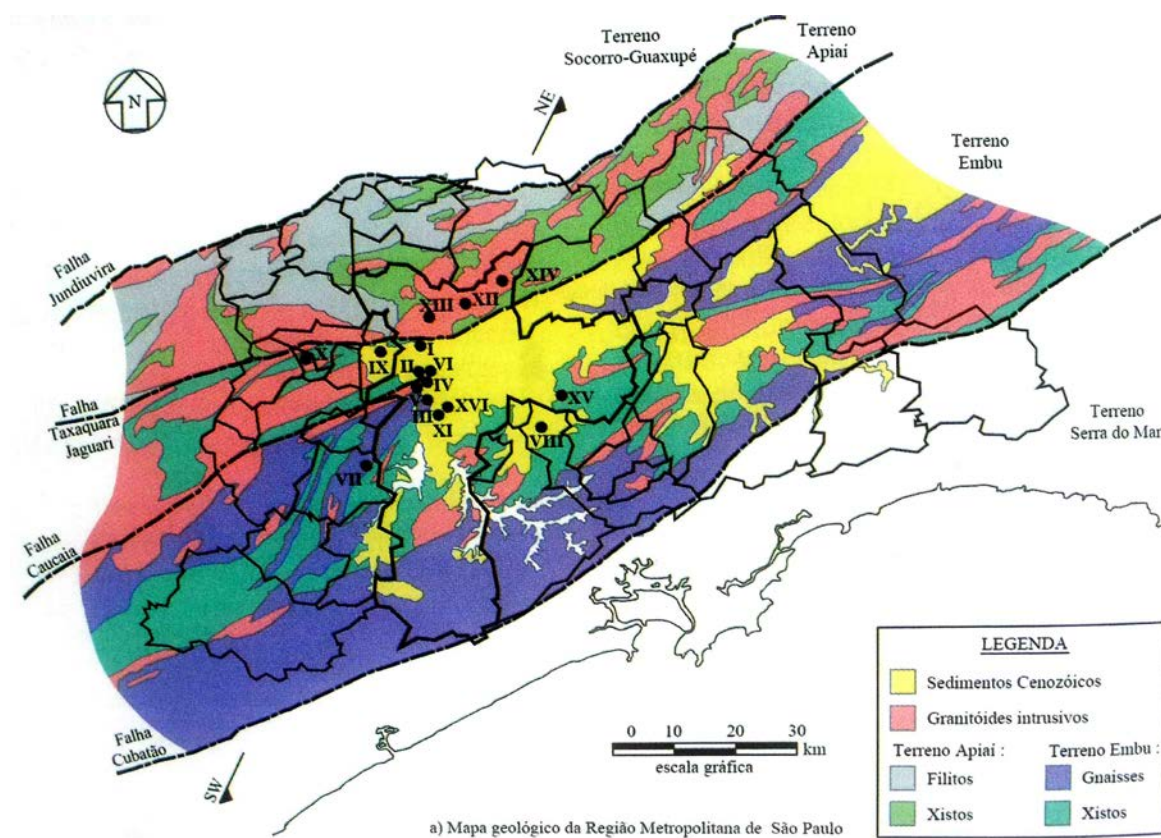 Terreno
Socorro-Guaxupé
Terreno
Apiaí
N
NE
Terreno
Embu
Falha
Jundiuvira
XIV
XII
XIII
I
X
IX
II
VI
IV
V
III
XVI
XI
XV
VIII
VII
Falha
Taxaquara
Jaguari
Terreno
Serra do Mar
Falha
Caucaia
Falha
Cubatão
SW
0 10 20 30
km
escala gráfica
LEGENDA
Sedimentos Cenozóicos
Granitóides intrusivos
Terreno Apiaí :
Terreno Embu :
Filitos
Gnaisses
Xistos
Xistos
a) Mapa geológico da Região Metropolitana de São Paulo